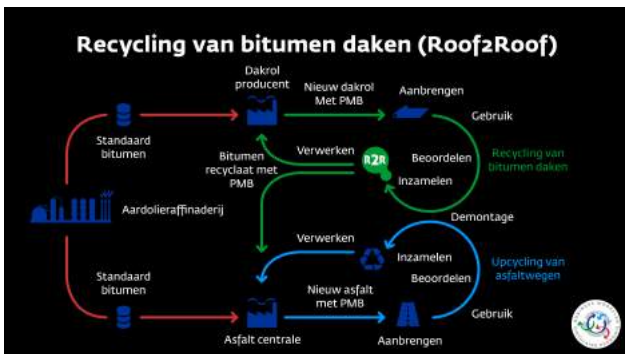 Recycling van bitumen daken (Roof2Roof)
Dakrol
producent
Nieuw dakrol
Met PMB
Aanbrengen
Gebruik
Standaard
bitumen
Bitumen
recyclaat met
PMB
Verwerken
R2R
Beoordelen
Inzamelen
Recycling van
bitumen daken
Aardolieraffinaderij
Demontage
Verwerken
Inzamelen
Beoordelen
Upcycling van
asfaltwegen
Standaard
bitumen
Nieuw asfalt
met PMB
Gebruik
Asfalt centrale
Aanbrengen